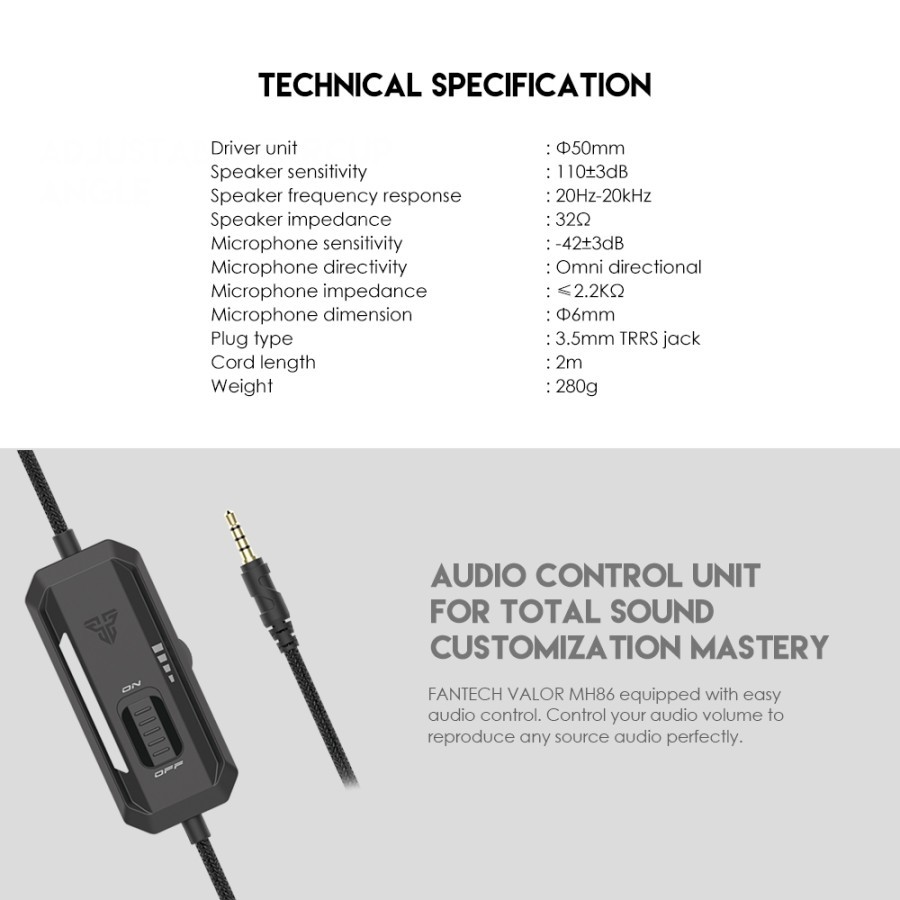 TECHNICAL SPECIFICATION
Driver unit : Φ50mm
Speaker sensitivity : 110±3dB
Speaker frequency response : 20Hz-20kHz
Speaker impedance : 32Ω
Microphone sensitivity : -42±3dB
Microphone directivity : Omni directional
Microphone impedance : ≤2.2KΩ
Microphone dimension : Φ6mm
Plug type : 3.5mm TRRS jack
Cord length : 2m
Weight : 280g
ON
OFF
AUDIO CONTROL UNIT
FOR TOTAL SOUND
CUSTOMIZATION MASTERY
FANTECH VALOR MH86 equipped with easy
audio control. Control your audio volume to
reproduce any source audio perfectly.